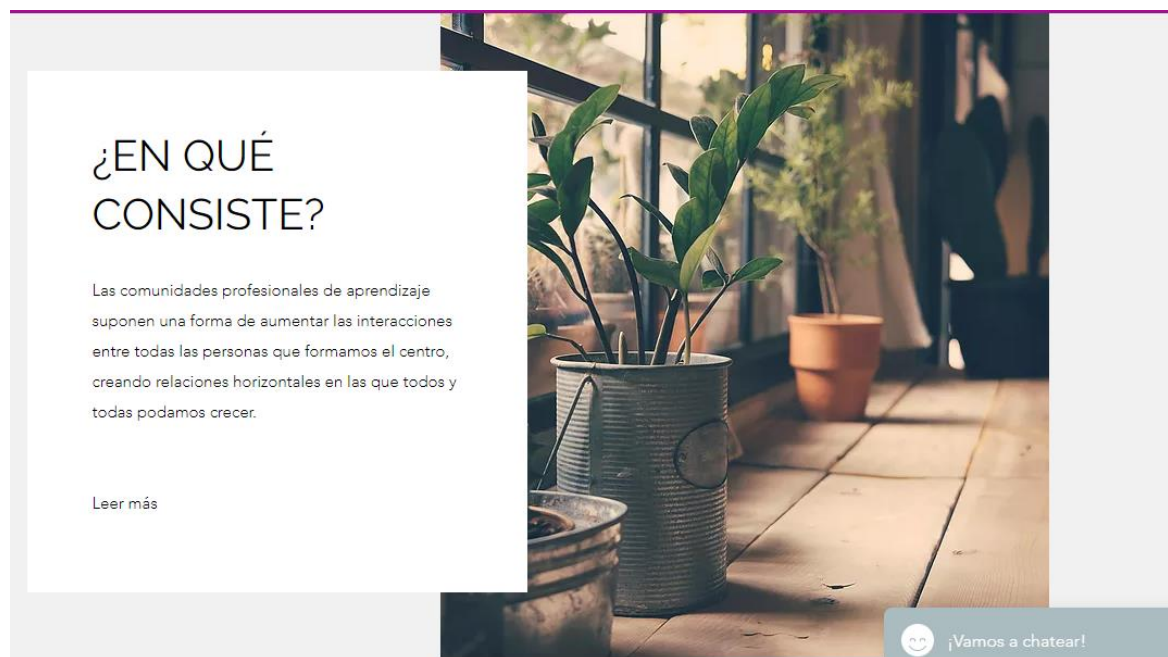 ¿EN QUÉ
CONSISTE?
Las comunidades profesionales de aprendizaje
suponen una forma de aumentar las interacciones
entre todas las personas que formamos el centro,
creando relaciones horizontales en las que todos y
todas podamos crecer.
Leer más
¡Vamos a chatear!